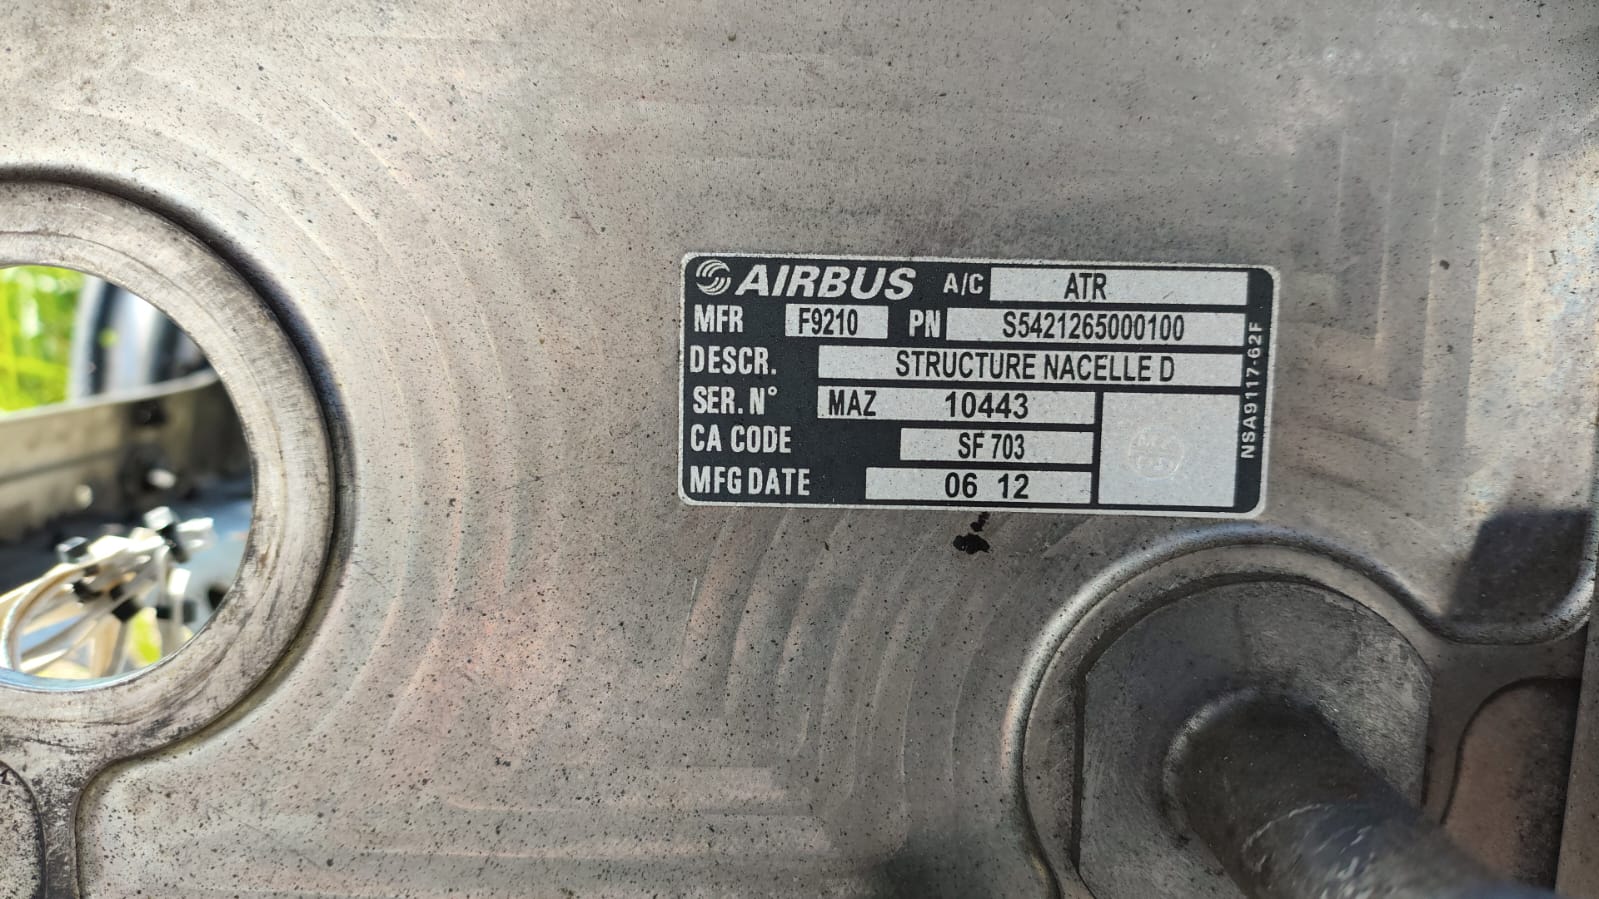 AIRBUS A/C ATR
MFR F9210 PN S5421265000100
DESCR. STRUCTURE NACELLE D
SER. N° MAZ 10443
CA CODE SF 703
MFG DATE 06 12
NSA9117-62F